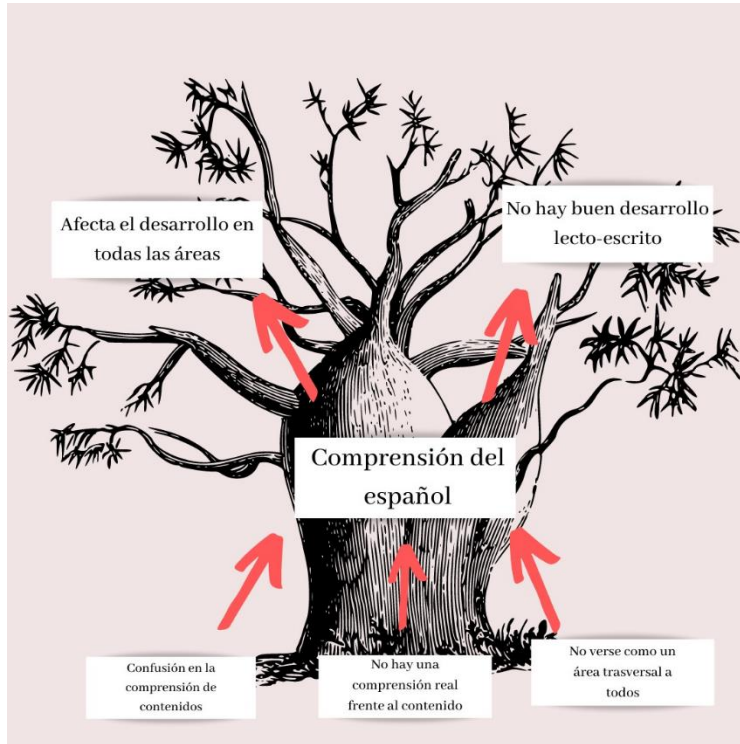 Afecta el desarrollo en
todas las áreas
No hay buen desarrollo
lecto-escrito
Comprensión del
español
Confusión en la
comprensión de
contenidos
No hay una
comprensión real
frente al contenido
No verse como un
área trasversal a
todos